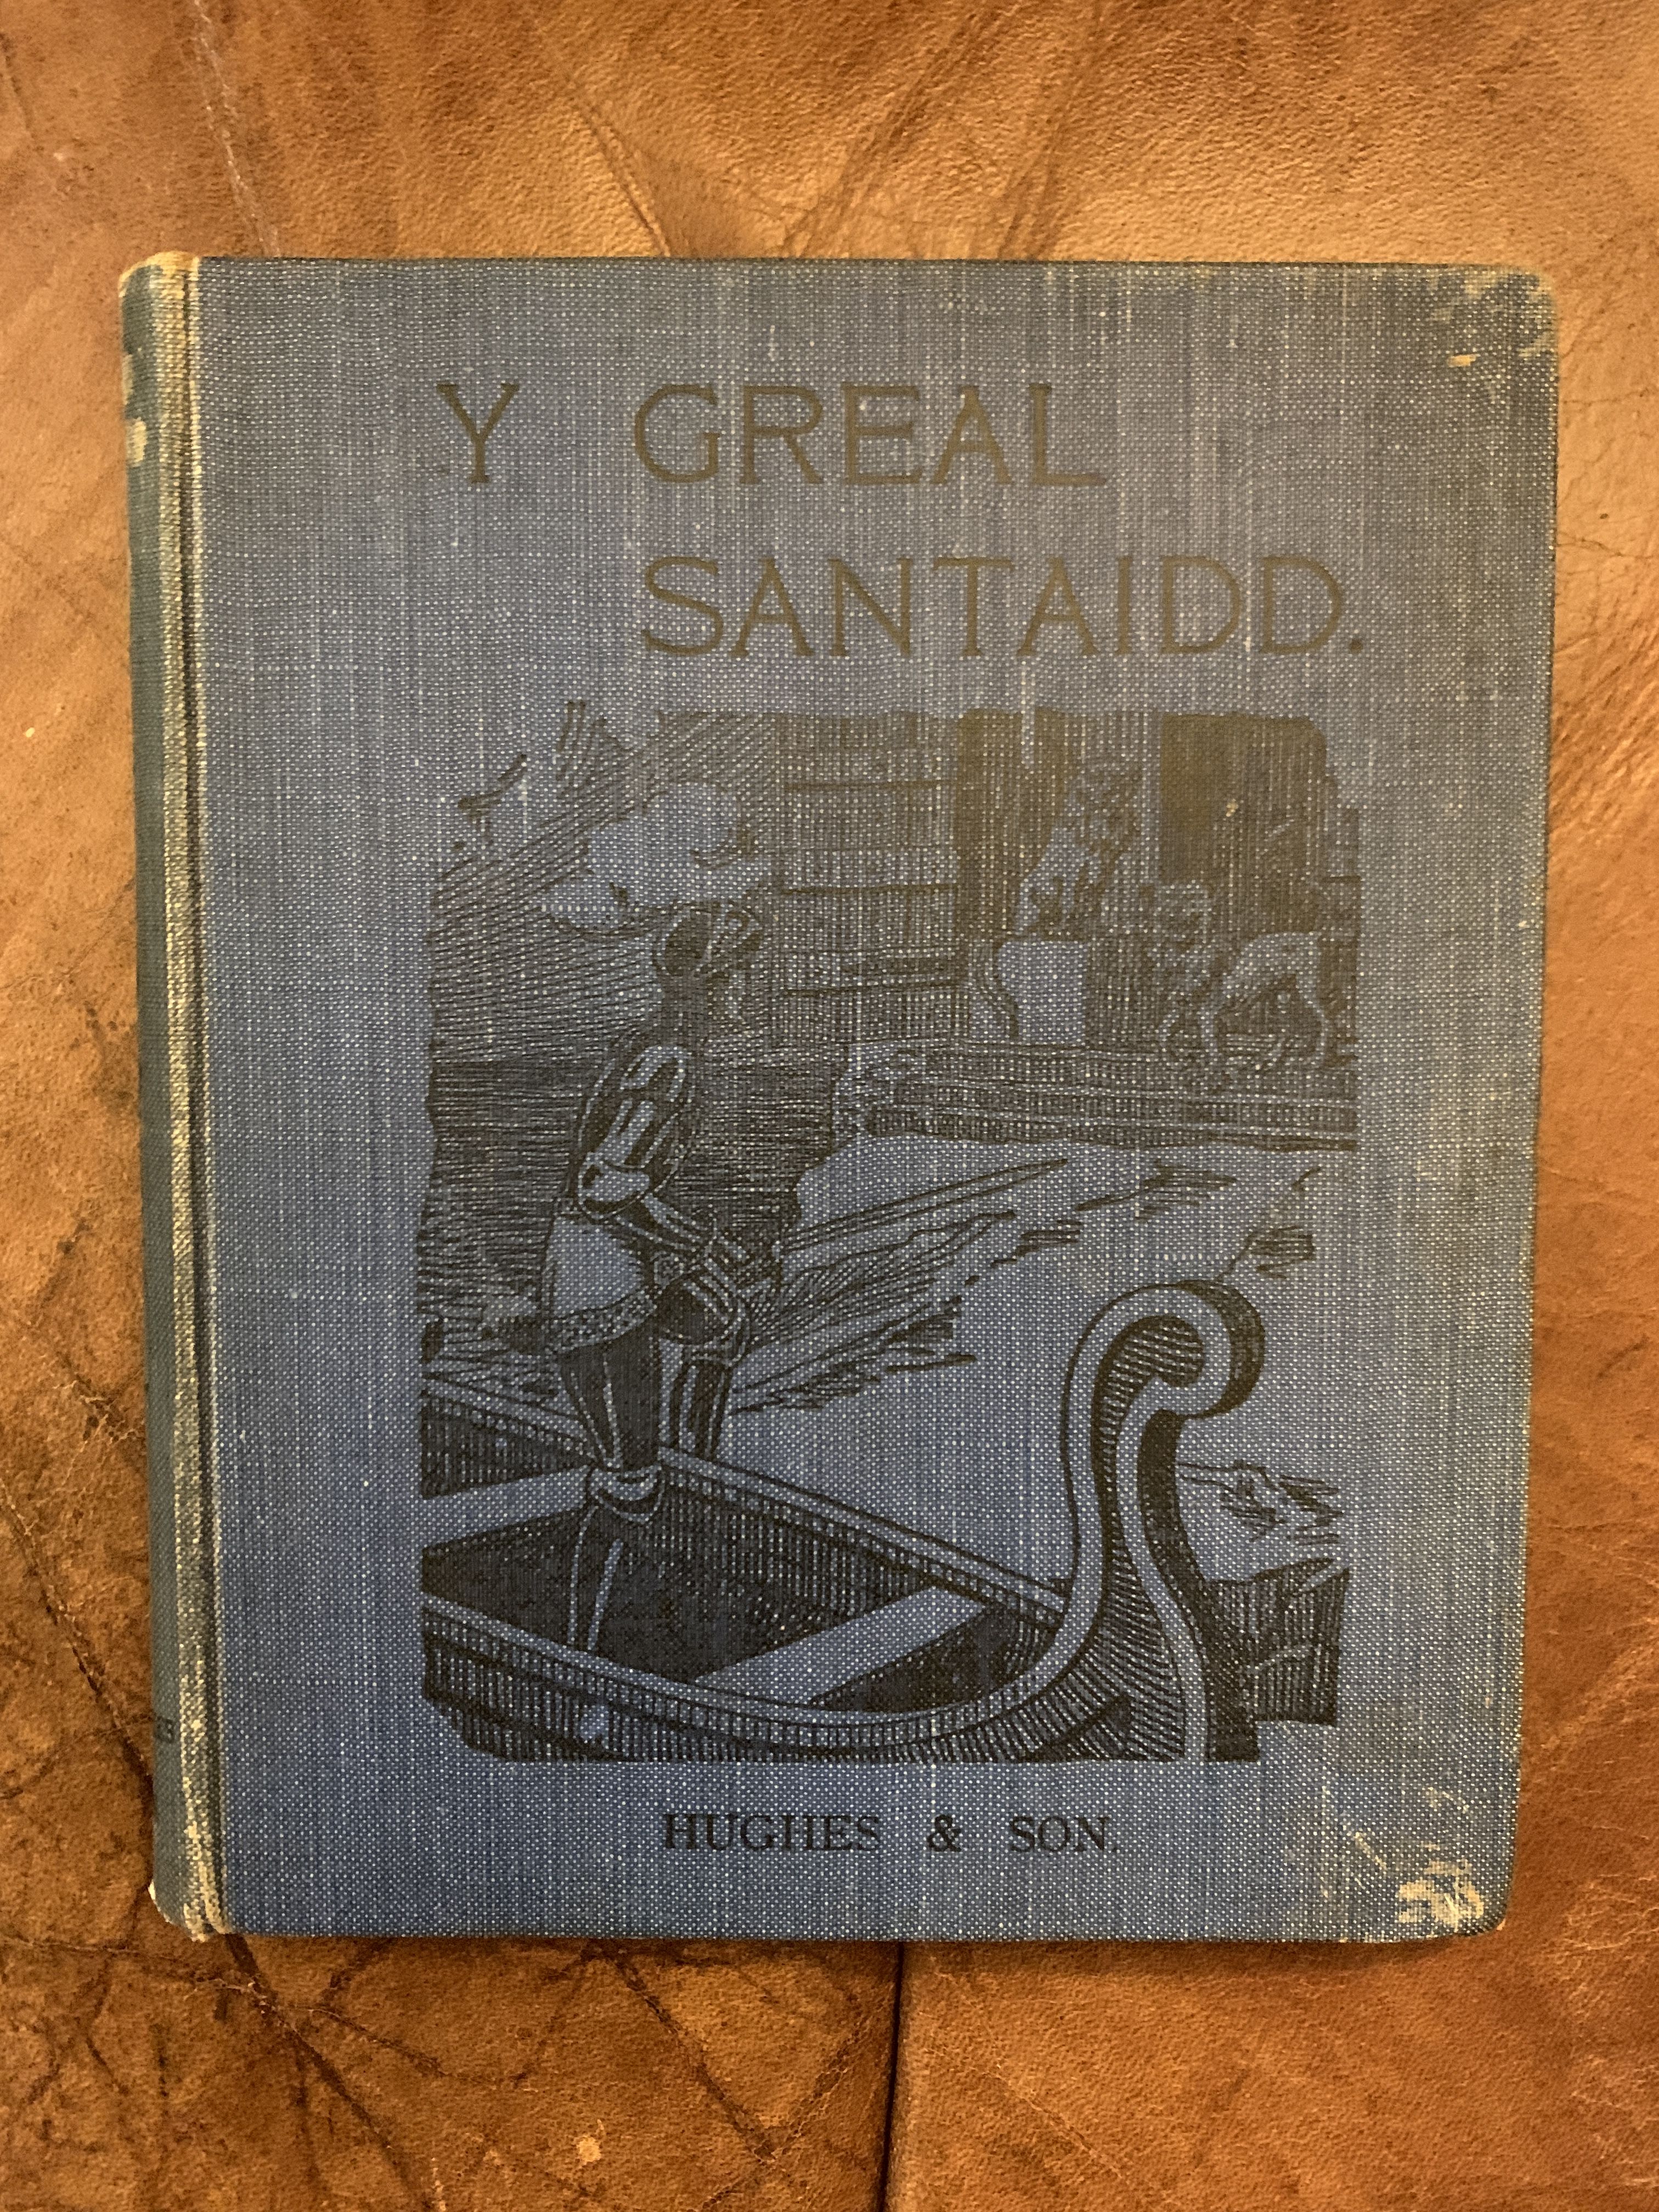 Y GREAL
SANTAIDD.
HUGHES & SON.